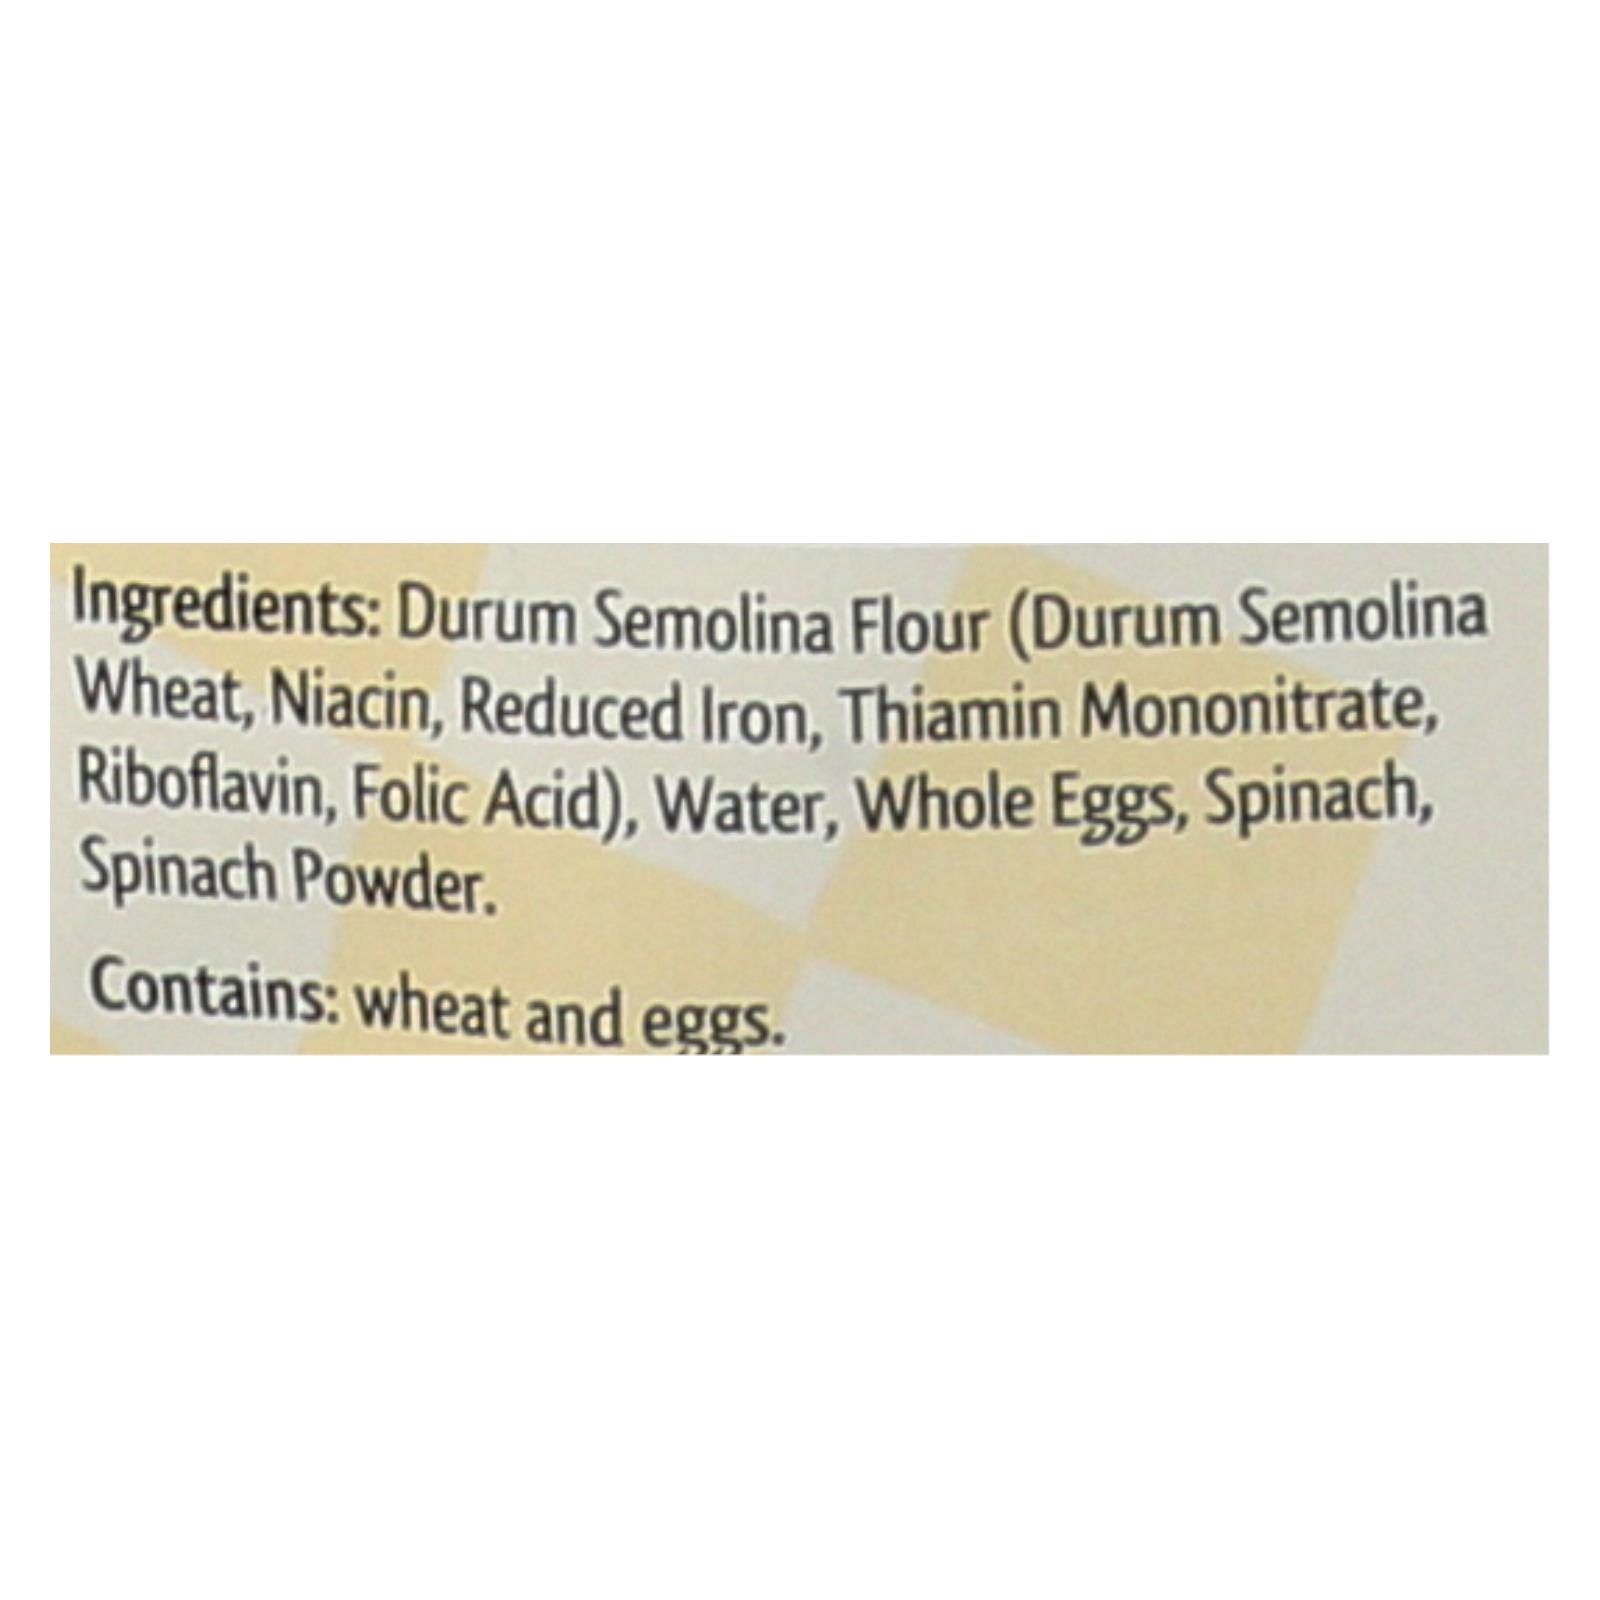 Ingredients: Durum Semolina Flour (Durum Semolina
Wheat, Niacin, Reduced Iron, Thiamin Mononitrate,
Riboflavin, Folic Acid), Water, Whole Eggs, Spinach,
Spinach Powder.
Contains: wheat and eggs.